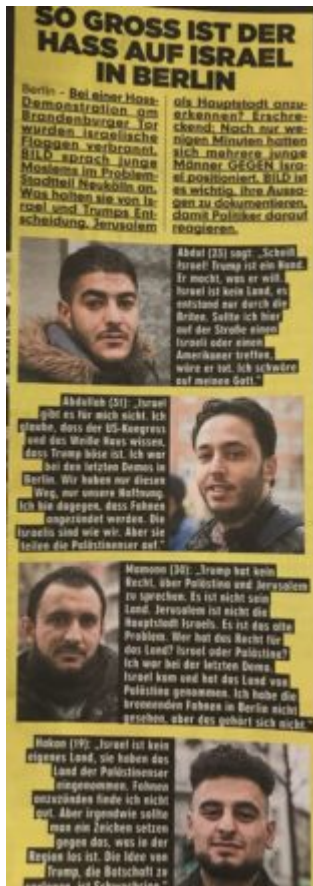 SO GROSS IST DER
HASS AUF ISRAEL
IN BERLIN
Berlin – Bei einer Hass-
Demonstration am
Brandenburger Tor
wurden israelische
Flaggen verbrannt.
BILD sprach junge
Moslems im Problem-
Stadtteil Neukölln an.
Was halten sie von Is-
rael und Trumps Ent-
scheidung, Jerusalem
als Hauptstadt anzu-
erkennen? Erschre-
ckend: Nach nur we-
nigen Minuten hatten
sich mehrere junge
Männer GEGEN Isra-
el positioniert. BILD ist
es wichtig, ihre Aussa-
gen zu dokumentieren,
damit Politiker darauf
reagieren.
Abdul (23) sagt: „Scheiß
Israel! Trump ist ein Hund.
Er macht, was er will.
Israel ist kein Land, es
entstand nur durch die
Briten. Sollte ich hier
auf der Straße einen
Israeli oder einen
Amerikaner treffen,
wäre er tot. Ich schwöre
auf meinen Gott.“
Abdullah (31): „Israel
gibt es für mich nicht. Ich
glaube, dass der US-Kongress
und das Weiße Haus wissen,
dass Trump böse ist. Ich war
bei den letzten Demos in
Berlin. Wir haben nur diesen
Weg, nur unsere Hoffnung.
Ich bin dagegen, dass Fahnen
angezündet werden. Die
Israelis sind wie wir. Aber sie
teilen die Palästinenser auf.“
Mamoon (30): „Trump hat kein
Recht, über Palästina und Jerusalem
zu sprechen. Es ist nicht sein
Land. Jerusalem ist nicht die
Hauptstadt Israels. Es ist das alte
Problem. Wer hat das Recht für
das Land? Israel oder Palästina?
Ich war bei der letzten Demo.
Israel kam und hat das Land von
Palästina genommen. Ich habe die
brennenden Fahnen in Berlin nicht
gesehen, aber das gehört sich nicht.“
Hakan (19): „Israel ist kein
eigenes Land, sie haben das
Land der Palästinenser
eingenommen. Fahnen
anzuzünden finde ich nicht
gut. Aber irgendwie sollte
man ein Zeichen setzen
gegen das, was in der
Region los ist. Die Idee von
Trump, die Botschaft zu
verlegen, ist Schwachsinn.“